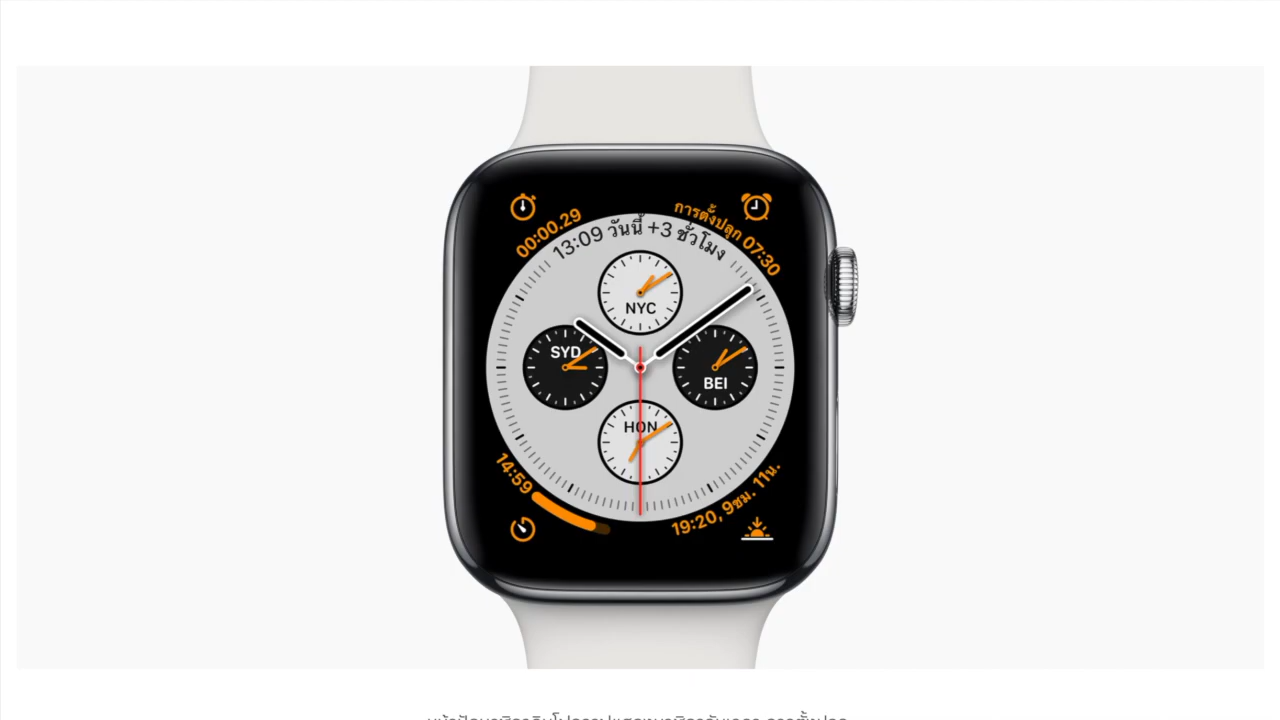 00:00.29
การตั้งปลุก 07:30
13:09 วันนี้ +3 ชั่วโมง
NYC
SYD
BEI
HON
14:59
19:20, 9ชม. 11น.